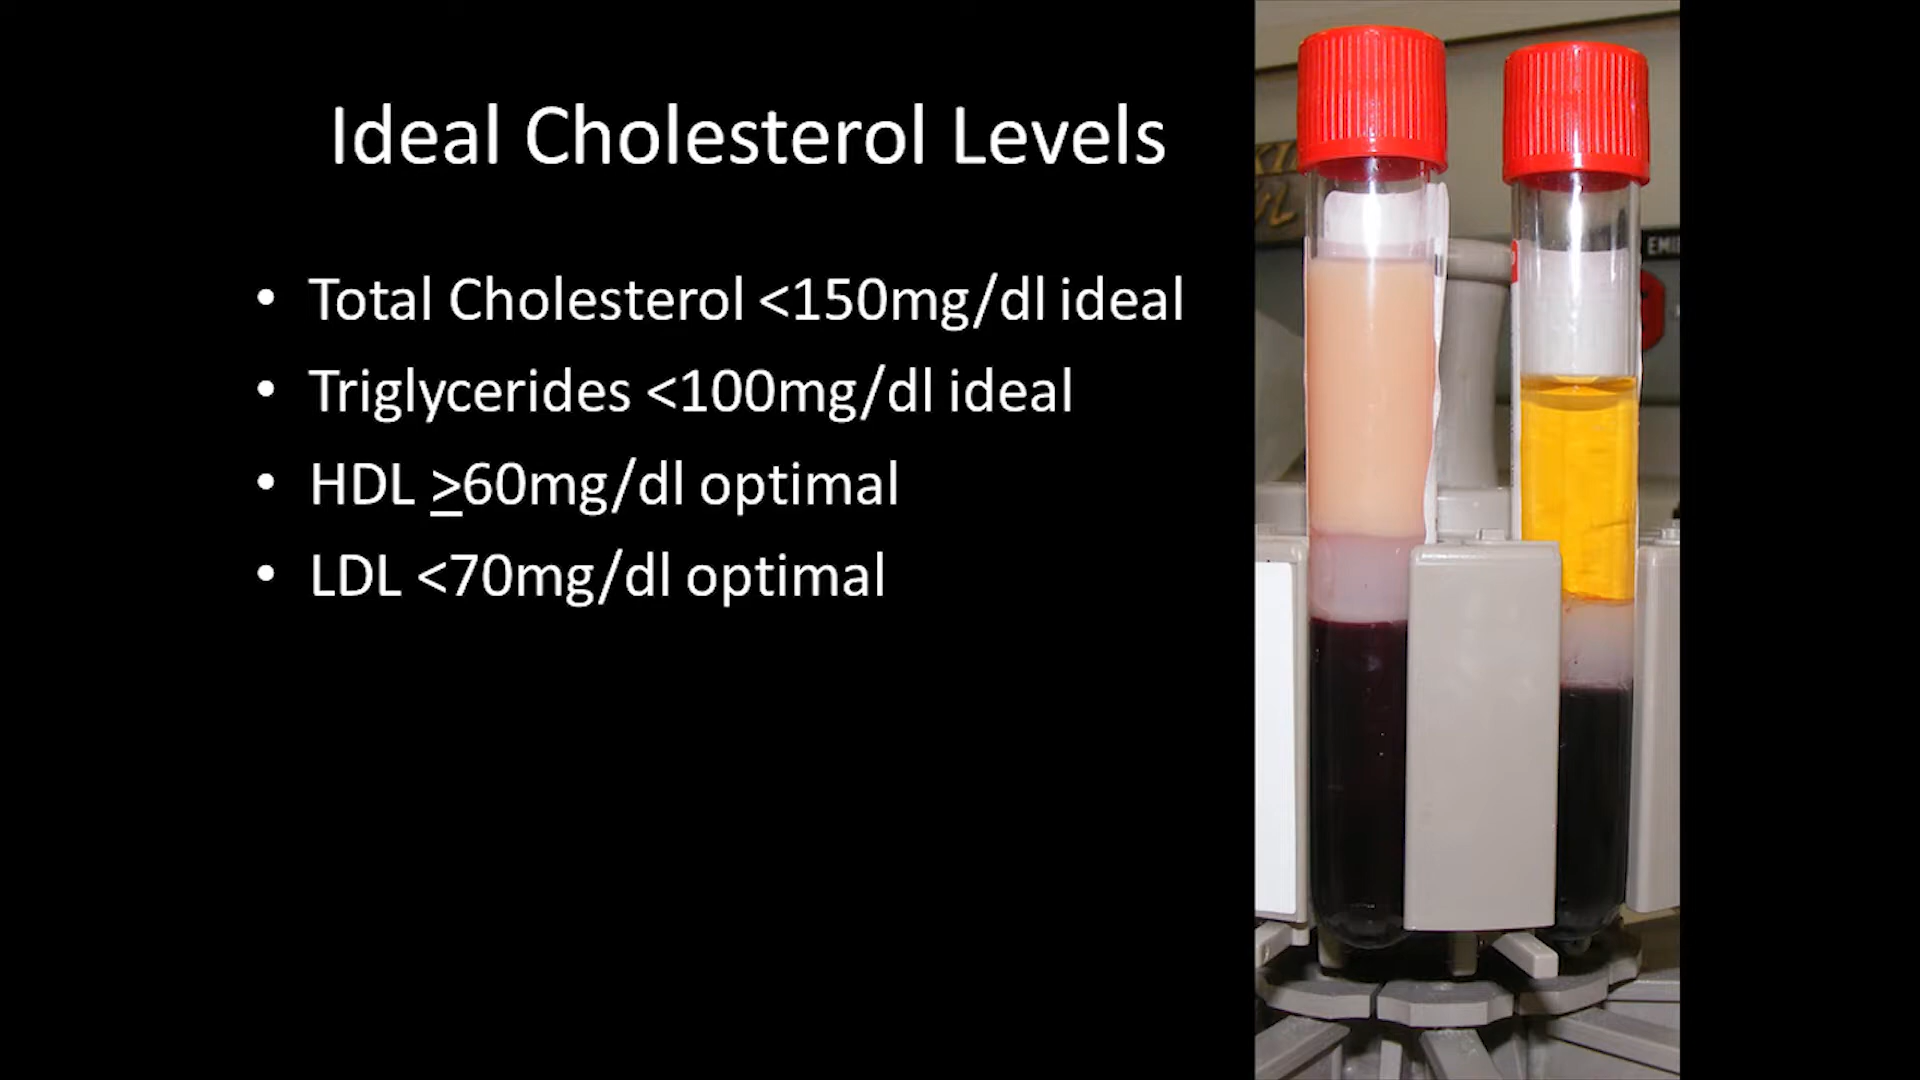 Ideal Cholesterol Levels
• Total Cholesterol <150mg/dl ideal
• Triglycerides <100mg/dl ideal
• HDL ≥60mg/dl optimal
• LDL <70mg/dl optimal